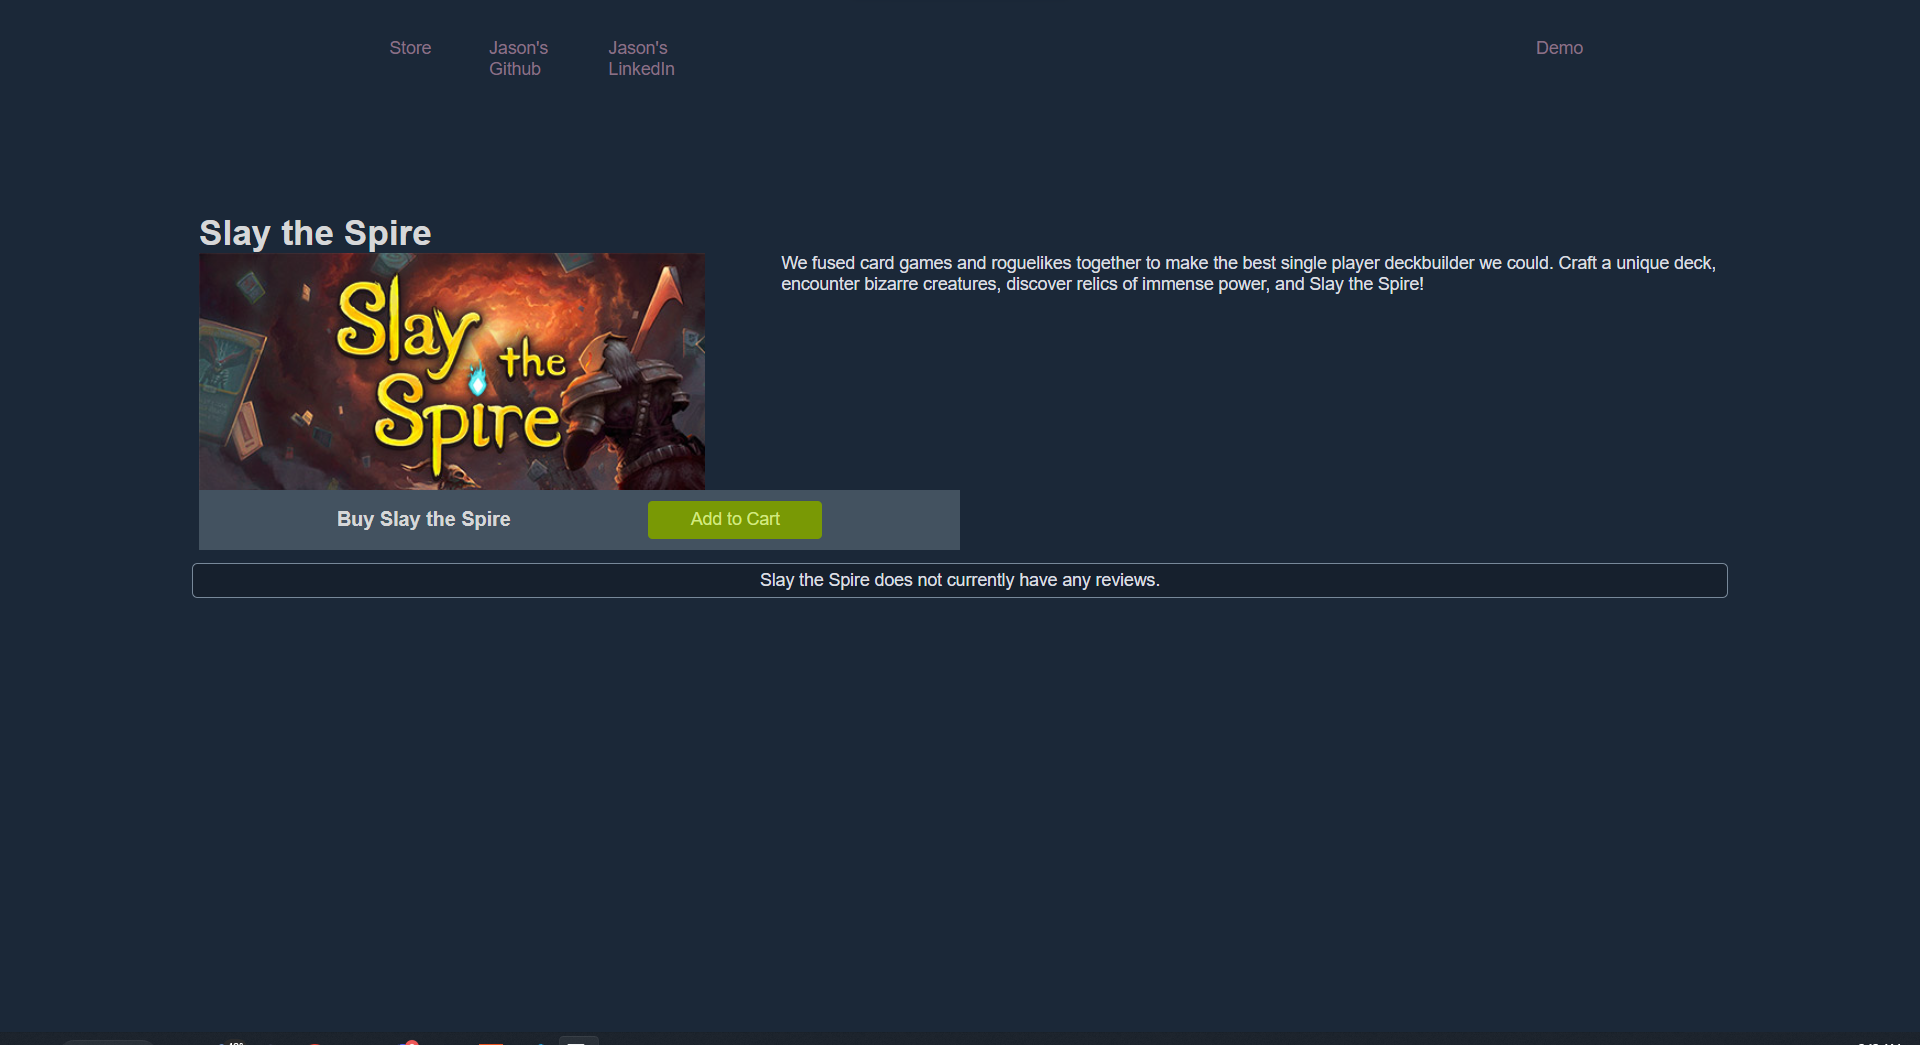 Store
Jason's
Github
Jason's
LinkedIn
Demo
Slay the Spire
Slay
the
Spire
We fused card games and roguelikes together to make the best single player deckbuilder we could. Craft a unique deck,
encounter bizarre creatures, discover relics of immense power, and Slay the Spire!
Buy Slay the Spire
Add to Cart
Slay the Spire does not currently have any reviews.